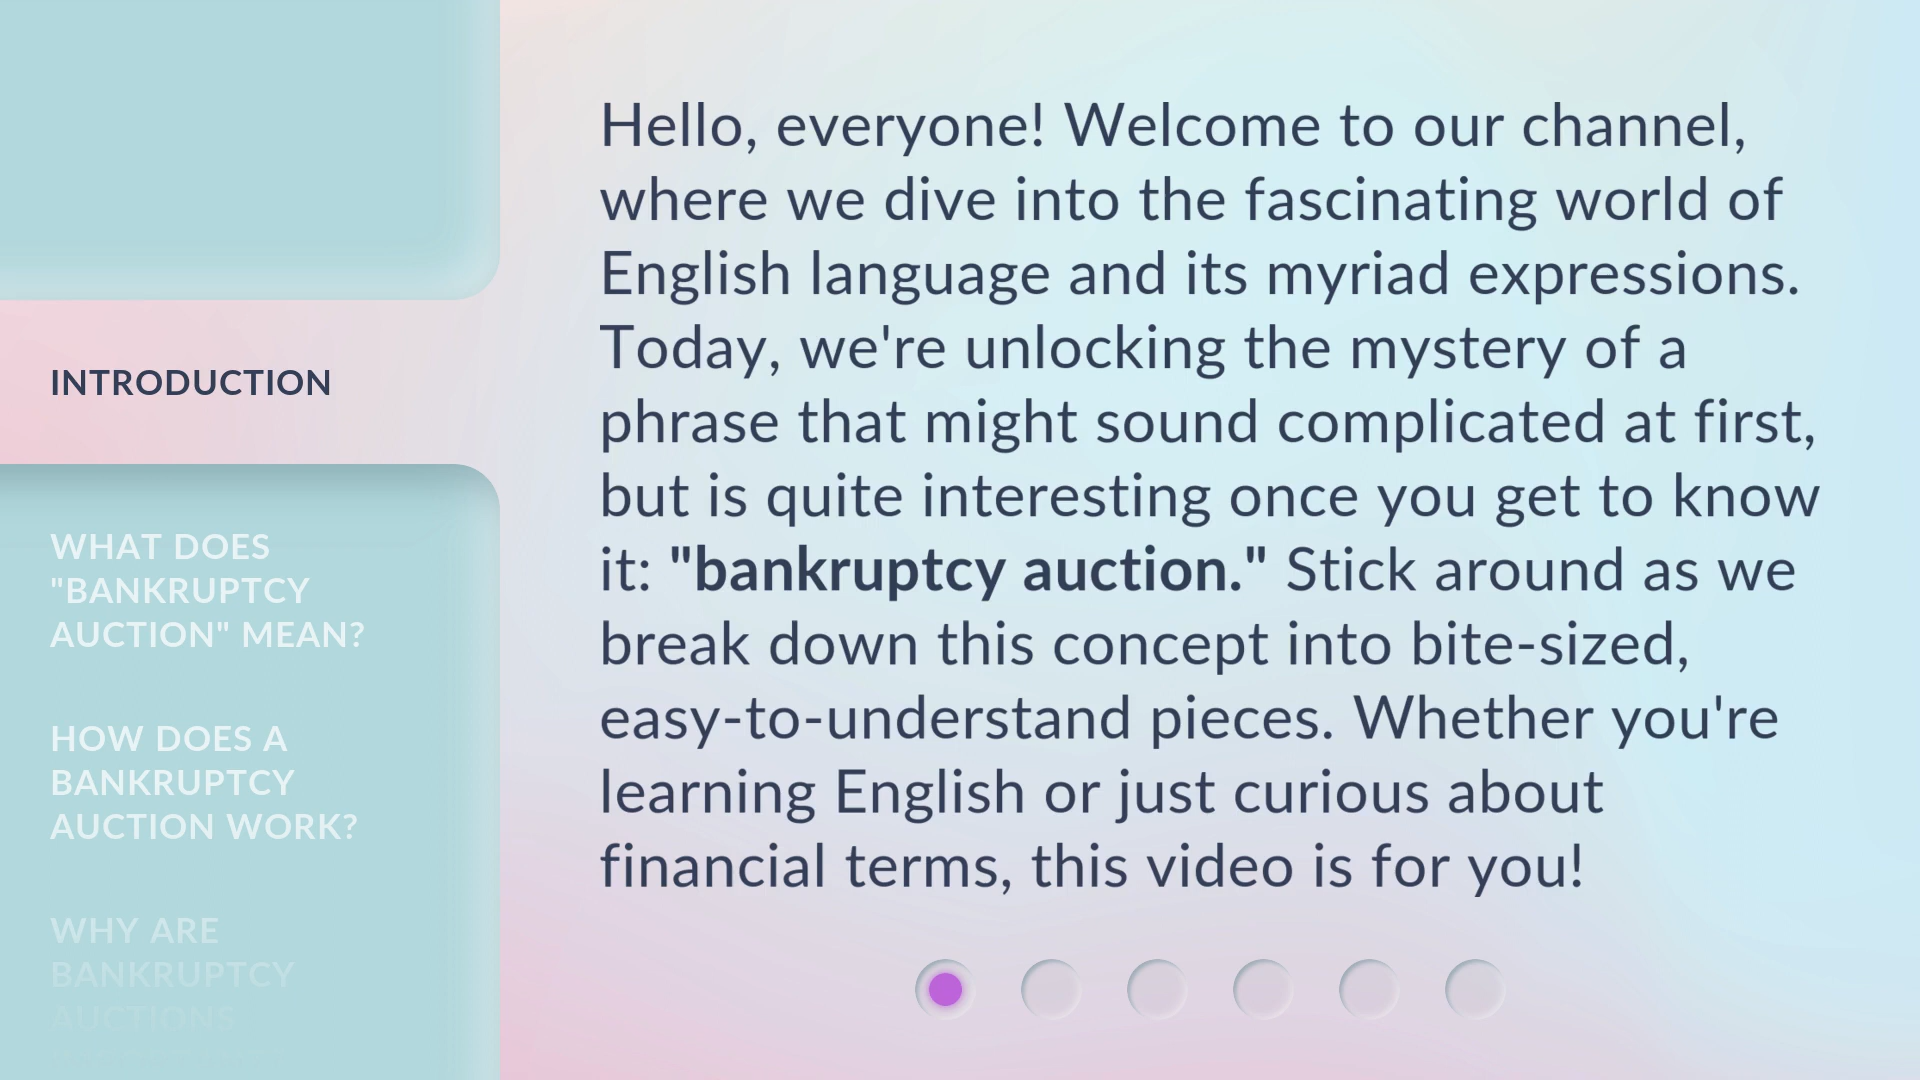 INTRODUCTION
WHAT DOES
"BANKRUPTCY
AUCTION" MEAN?
HOW DOES A
BANKRUPTCY
AUCTION WORK?
WHY ARE
BANKRUPTCY
AUCTIONS
Hello, everyone! Welcome to our channel,
where we dive into the fascinating world of
English language and its myriad expressions.
Today, we're unlocking the mystery of a
phrase that might sound complicated at first,
but is quite interesting once you get to know
it: "bankruptcy auction." Stick around as we
break down this concept into bite-sized,
easy-to-understand pieces. Whether you're
learning English or just curious about
financial terms, this video is for you!